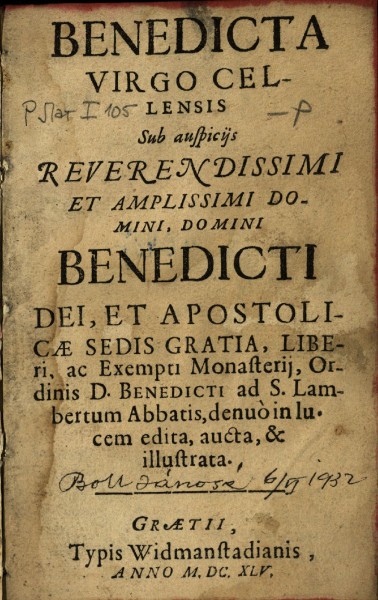 BENEDICTA
VIRGO CEL-
LENSIS
Sub auſpicijs
REVERENDISSIMI
ET AMPLISSIMI DO-
MINI, DOMINI
BENEDICTI
DEI, ET APOSTOLI-
CÆ SEDIS GRATIA, LIBE-
ri, ac Exempti Monaſterij, Or-
dinis D. BENEDICTI ad S. Lam-
bertum Abbatis, denuò in lu-
cem edita, aucta, &
illuſtrata.
1932
GRÆTII,
Typis Widmanſtadianis,
ANNO M. DC. XLV.